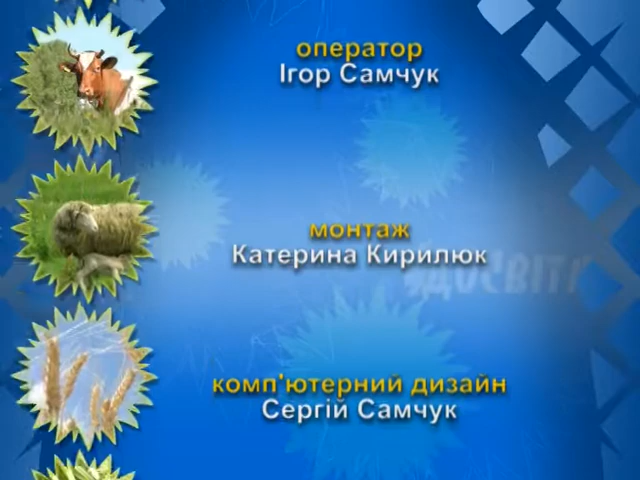 оператор
Ігор Самчук
монтаж
Катерина Кирилюк
комп'ютерний дизайн
Сергій Самчук